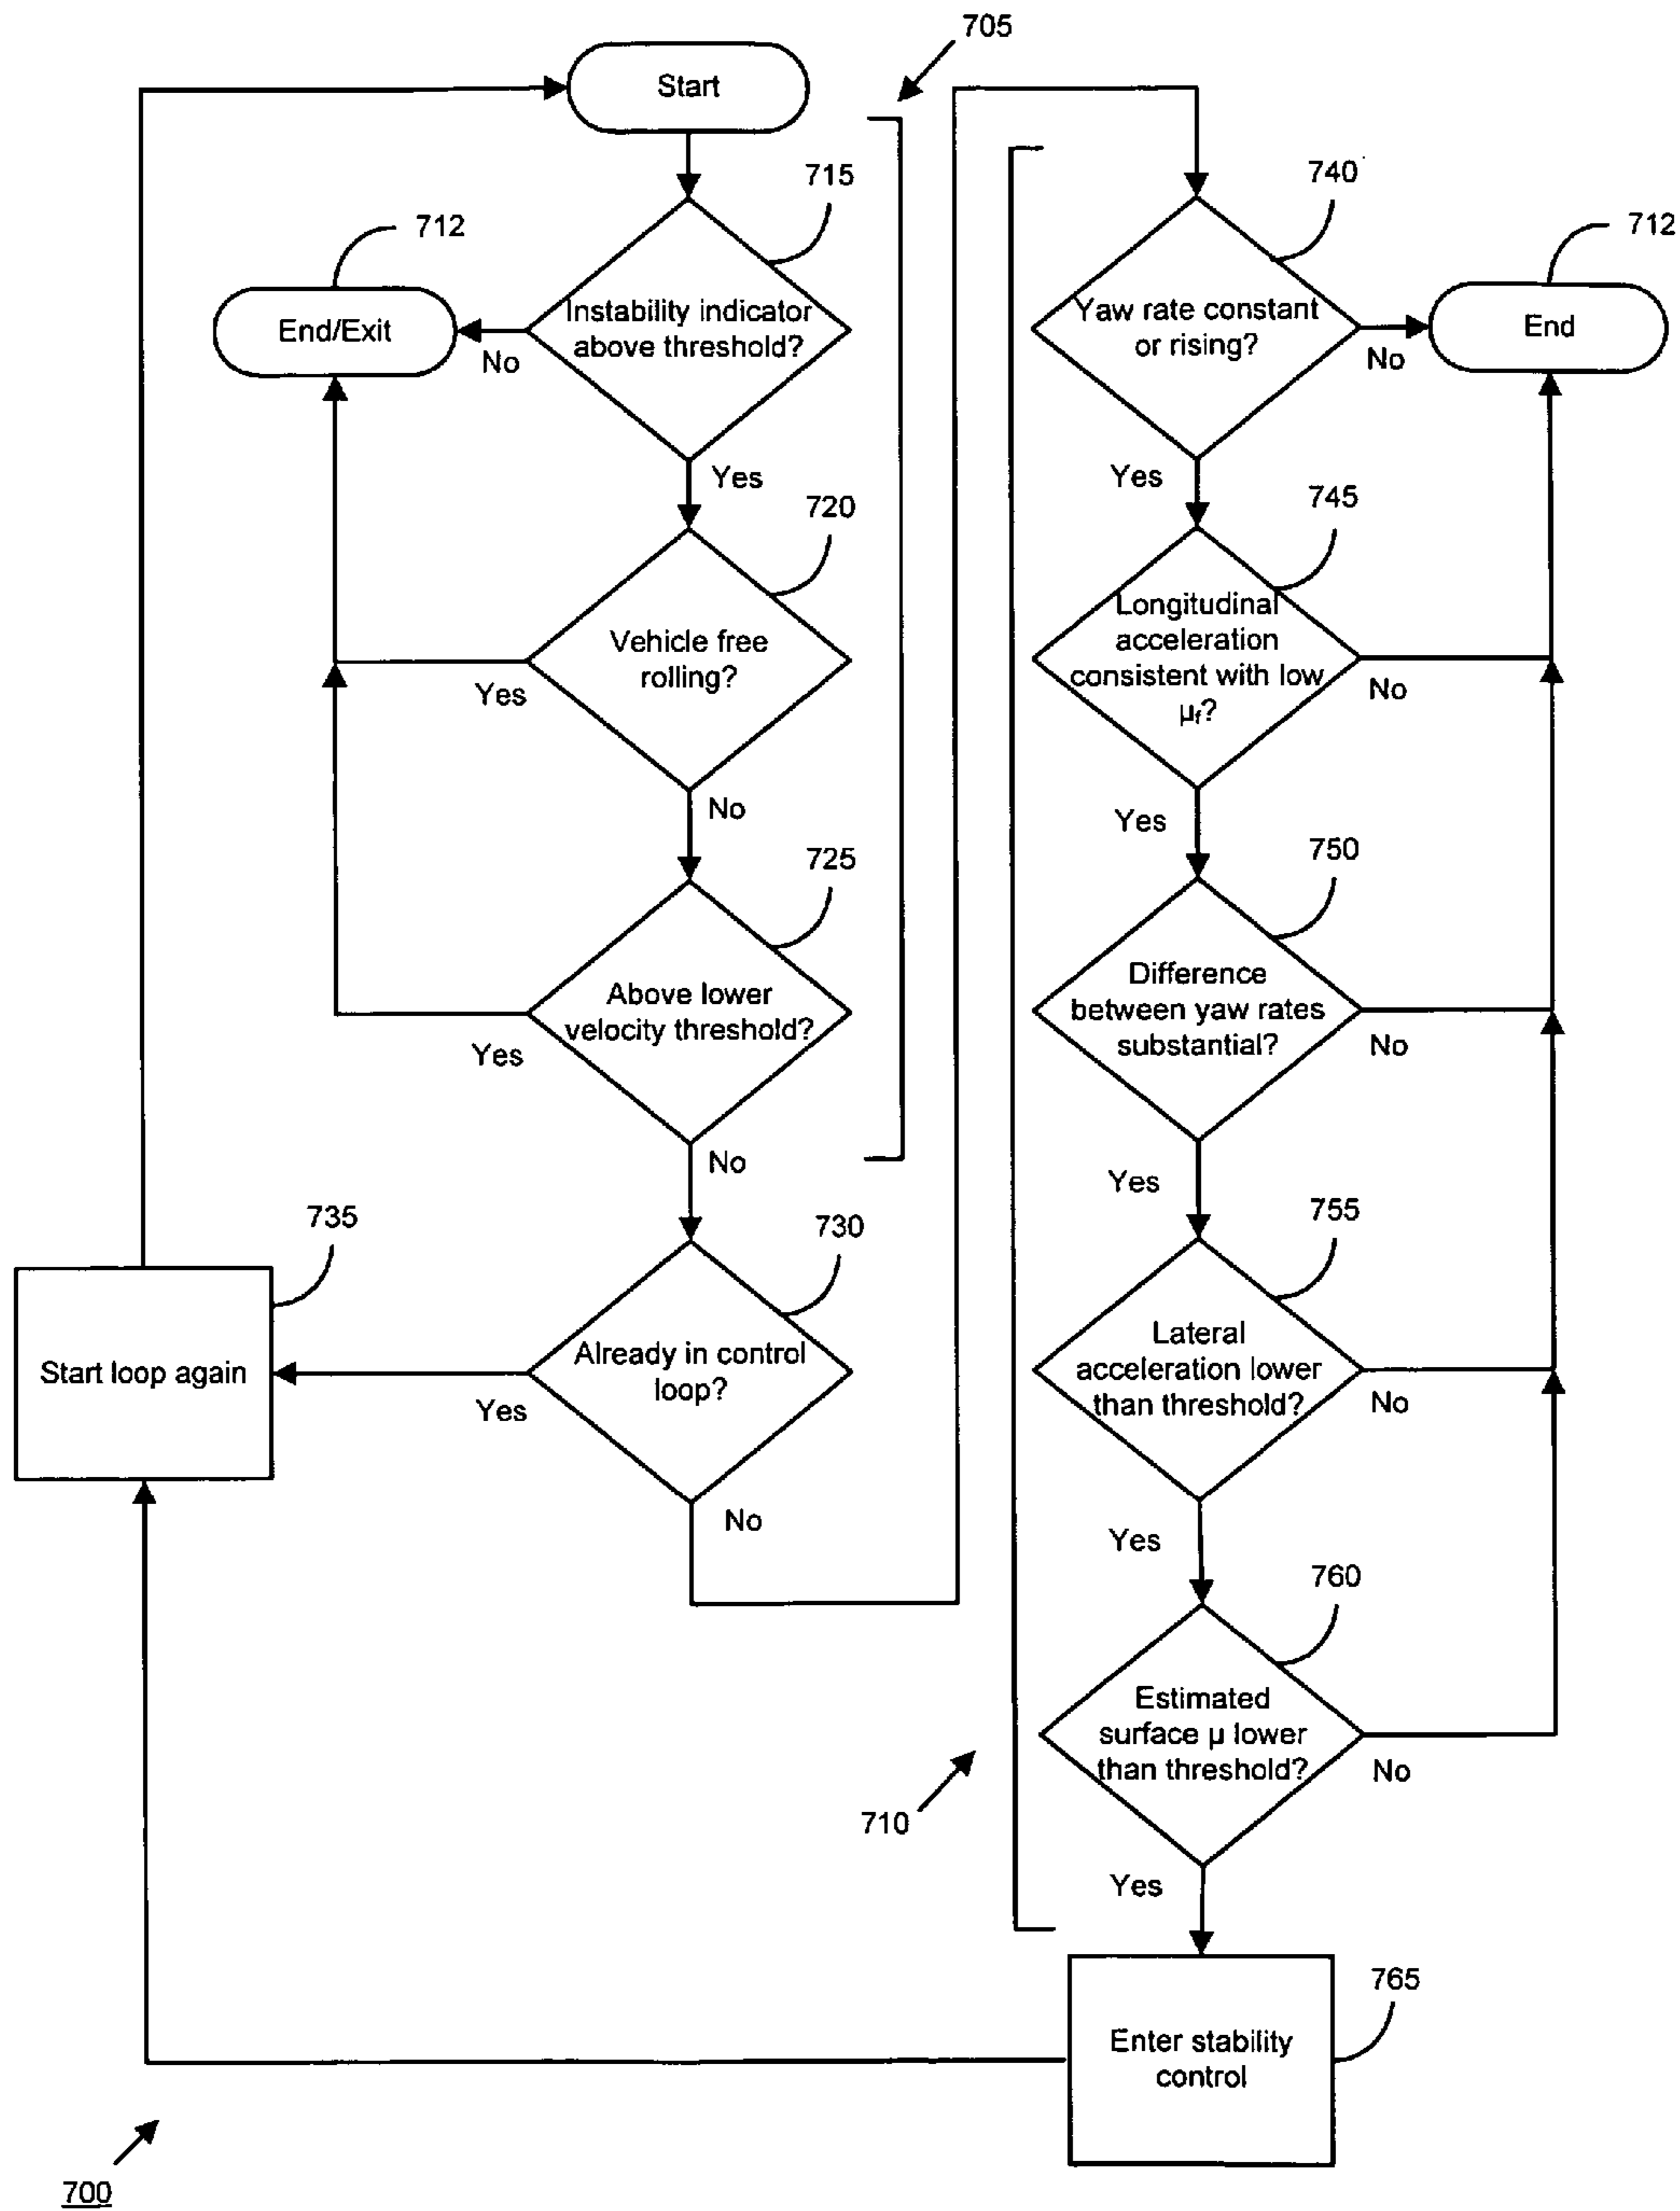 705
Start
715
740
712
712
Instability indicator
above threshold?
End/Exit
No
Yaw rate constant
or rising?
End
No
Yes
Yes
720
745
Vehicle free
rolling?
Yes
Longitudinal
acceleration
consistent with low
μf?
No
No
Yes
725
750
Above lower
velocity threshold?
Yes
Difference
between yaw rates
substantial?
No
No
Yes
735
730
755
Start loop again
Already in control
loop?
Yes
Lateral
acceleration lower
than threshold?
No
No
Yes
760
Estimated
surface μ lower
than threshold?
No
710
Yes
765
Enter stability
control
700